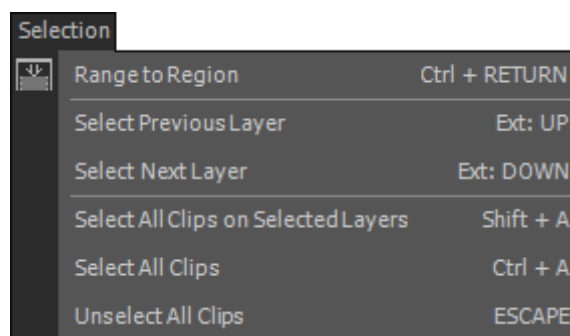 Selection
Range to Region Ctrl + RETURN
Select Previous Layer Ext: UP
Select Next Layer Ext: DOWN
Select All Clips on Selected Layers Shift + A
Select All Clips Ctrl + A
Unselect All Clips ESCAPE